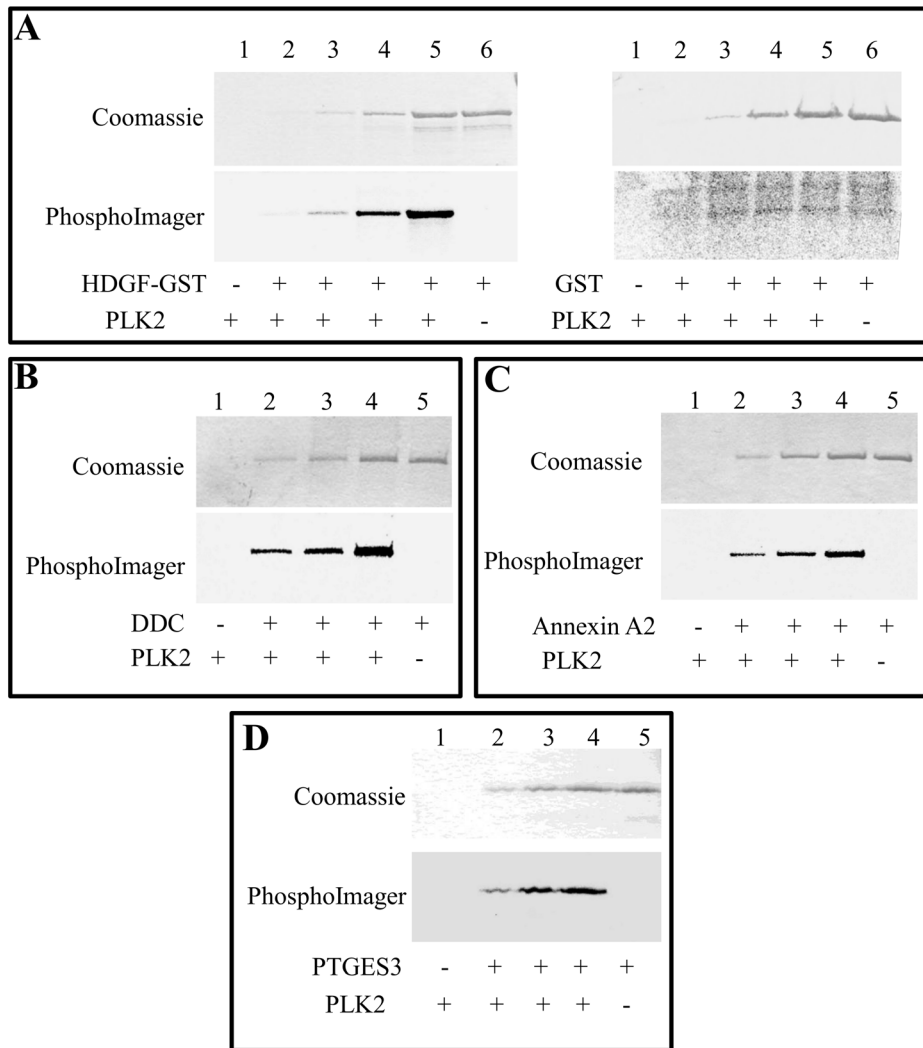 A
1 2 3 4 5 6
1 2 3 4 5 6
Coomassie
PhosphoImager
HDGF-GST - + + + + +
GST - + + + + +
PLK2 + + + + + -
PLK2 + + + + + -
B
1 2 3 4 5
Coomassie
PhosphoImager
DDC - + + + +
PLK2 + + + + -
C
1 2 3 4 5
Coomassie
PhosphoImager
Annexin A2 - + + + +
PLK2 + + + + -
D
1 2 3 4 5
Coomassie
PhosphoImager
PTGES3 - + + + +
PLK2 + + + + -